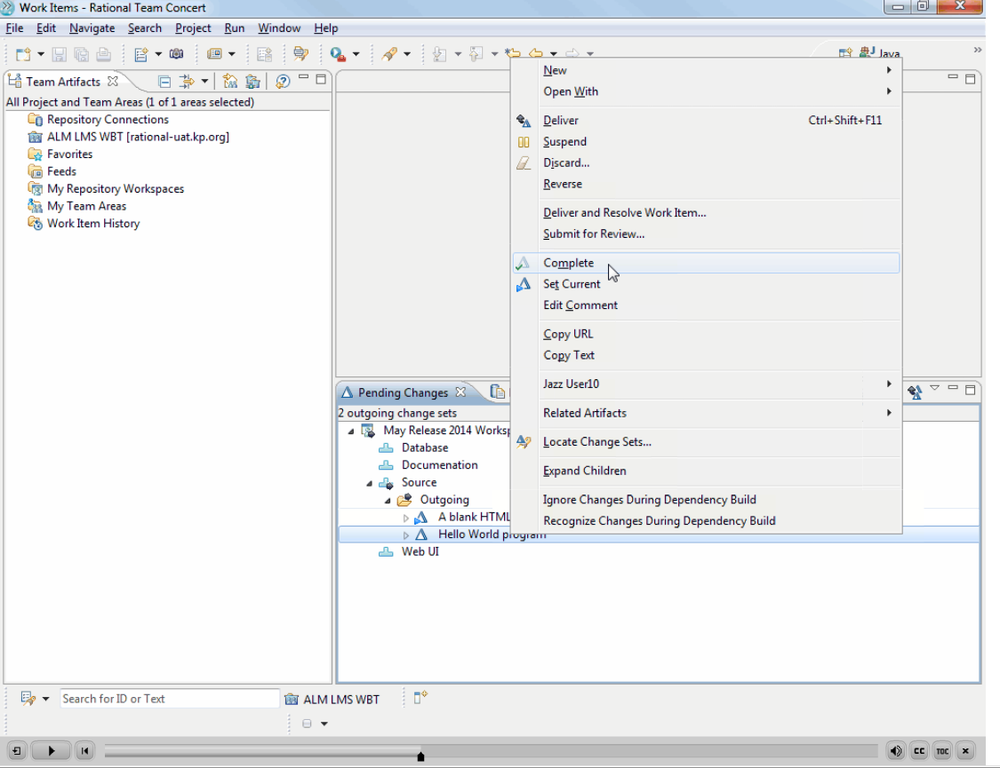 Work Items - Rational Team Concert
File Edit Navigate Search Project Run Window Help
Java
Team Artifacts
All Project and Team Areas (1 of 1 areas selected)
Repository Connections
ALM LMS WBT [rational-uat.kp.org]
Favorites
Feeds
My Repository Workspaces
My Team Areas
Work Item History
New
Open With
Deliver Ctrl+Shift+F11
Suspend
Discard...
Reverse
Deliver and Resolve Work Item...
Submit for Review...
Complete
Set Current
Edit Comment
Copy URL
Copy Text
Jazz User10
Related Artifacts
Locate Change Sets...
Expand Children
Ignore Changes During Dependency Build
Recognize Changes During Dependency Build
Pending Changes
2 outgoing change sets
May Release 2014 Worksp
Database
Documenation
Source
Outgoing
A blank HTML
Hello World program
Web UI
Search for ID or Text
ALM LMS WBT
CC TOC